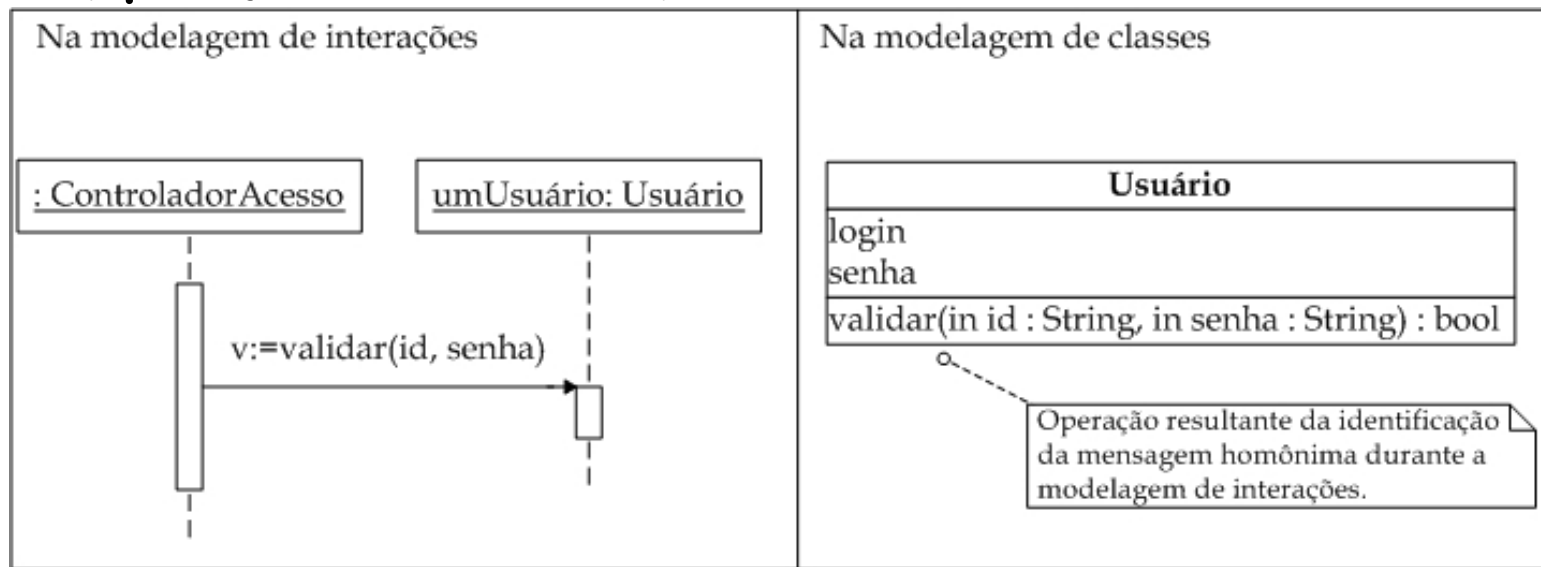 Na modelagem de interações
: ControladorAcesso
umUsuário: Usuário
v:=validar(id, senha)
Na modelagem de classes
Usuário
login
senha
validar(in id : String, in senha : String) : bool
Operação resultante da identificação
da mensagem homônima durante a
modelagem de interações.